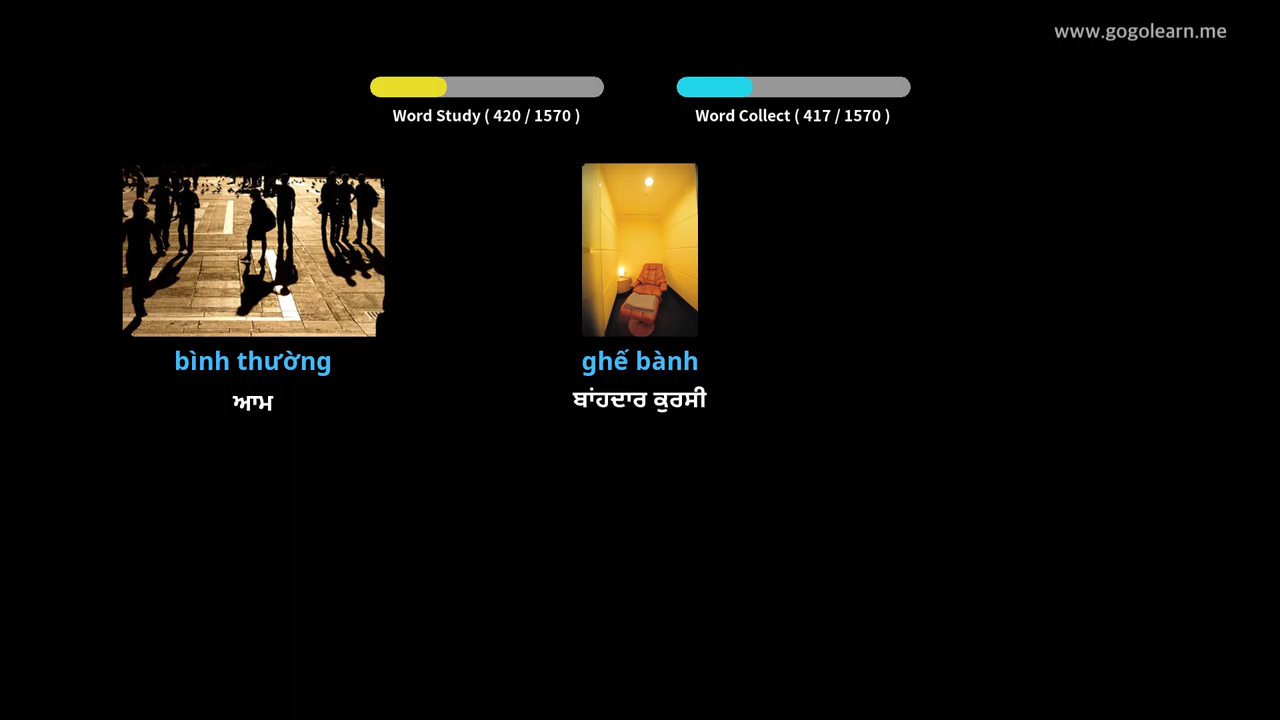 www.gogolearn.me
Word Study ( 420 / 1570 )
Word Collect ( 417 / 1570 )
bình thường
ghế bành
ਆਮ
ਬਾਂਹਦਾਰ ਕੁਰਸੀ